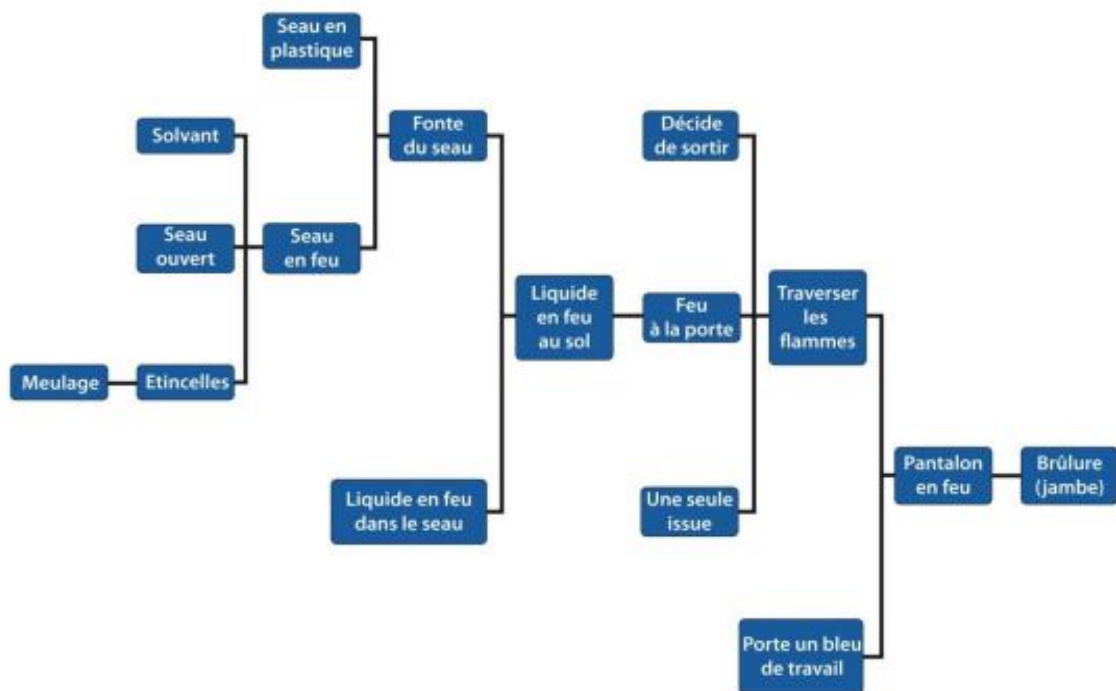 Seau en
plastique
Solvant
Fonte
du seau
Décide
de sortir
Seau
ouvert
Seau
en feu
Liquide
en feu
au sol
Feu
à la porte
Traverser
les
flammes
Meulage
Etincelles
Pantalon
en feu
Brûlure
(jambe)
Liquide en feu
dans le seau
Une seule
issue
Porte un bleu
de travail